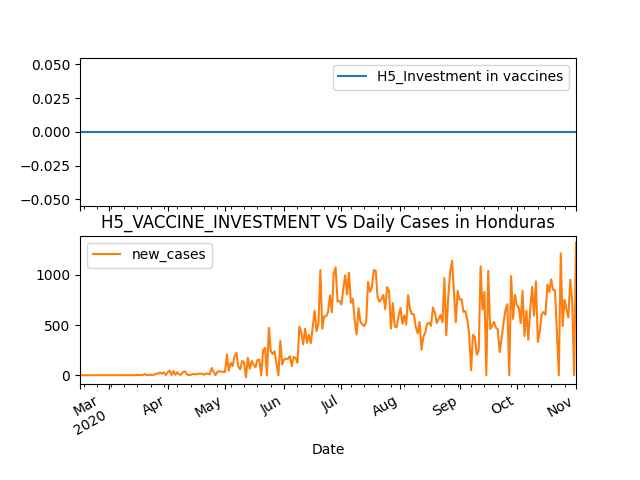 0.050
0.025
0.000
−0.025
−0.050
H5_Investment in vaccines
H5_VACCINE_INVESTMENT VS Daily Cases in Honduras
new_cases
1000
500
0
Mar
2020
Apr
May
Jun
Jul
Aug
Sep
Oct
Nov
Date